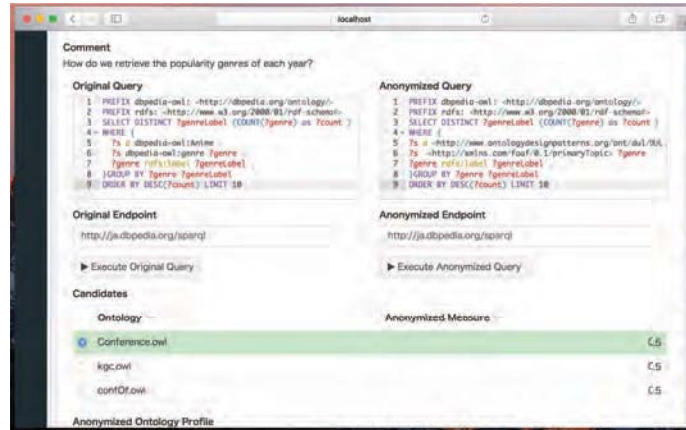 localhost
Comment
How do we retrieve the popularity genres of each year?
Original Query
1 PREFIX dbpedia-owl: <http://dbpedia.org/ontology/>
2 PREFIX rdfs: <http://www.w3.org/2000/01/rdf-schema#>
3 SELECT DISTINCT ?genreLabel (COUNT(?genre) as ?count )
4 WHERE {
5 ?s a dbpedia-owl:Anime .
6 ?s dbpedia-owl:genre ?genre .
7 ?genre rdfs:label ?genreLabel .
8 }GROUP BY ?genre ?genreLabel
9 ORDER BY DESC(?count) LIMIT 10
Anonymized Query
1 PREFIX dbpedia-owl: <http://dbpedia.org/ontology/>
2 PREFIX rdfs: <http://www.w3.org/2000/01/rdf-schema#>
3 SELECT DISTINCT ?genreLabel (COUNT(?genre) as ?count )
4 WHERE {
5 ?s a <http://www.ontologydesignpatterns.org/ont/dul/DUL
6 ?s <http://xmlns.com/foaf/0.1/primaryTopic> ?genre
7 ?genre rdfs:label ?genreLabel
8 }GROUP BY ?genre ?genreLabel
9 ORDER BY DESC(?count) LIMIT 10
Original Endpoint
http://ja.dbpedia.org/sparql
Anonymized Endpoint
http://ja.dbpedia.org/sparql
▶ Execute Original Query
▶ Execute Anonymized Query
Candidates
Ontology
Anonymized Measure
Conference.owl 0.5
kgc.owl
confOf.owl 0.5
Anonymized Ontology Profile